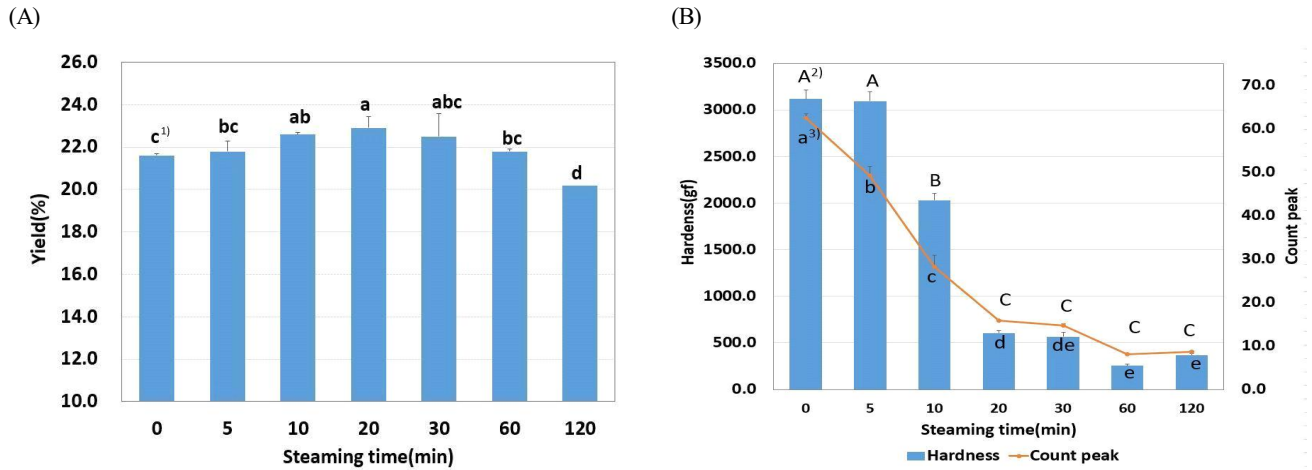 (A)
26.0
24.0
22.0
20.0
18.0
16.0
14.0
12.0
10.0
Yield(%)
c1)
bc
ab
a
abc
bc
d
0 5 10 20 30 60 120
Steaming time(min)
(B)
3500.0
3000.0
2500.0
2000.0
1500.0
1000.0
500.0
0.0
Hardenss(gf)
A2)
A
B
C
C
C
C
a3)
b
c
d
de
e
e
70.0
60.0
50.0
40.0
30.0
20.0
10.0
0.0
Count peak
0 5 10 20 30 60 120
Steaming time(min)
Hardness Count peak